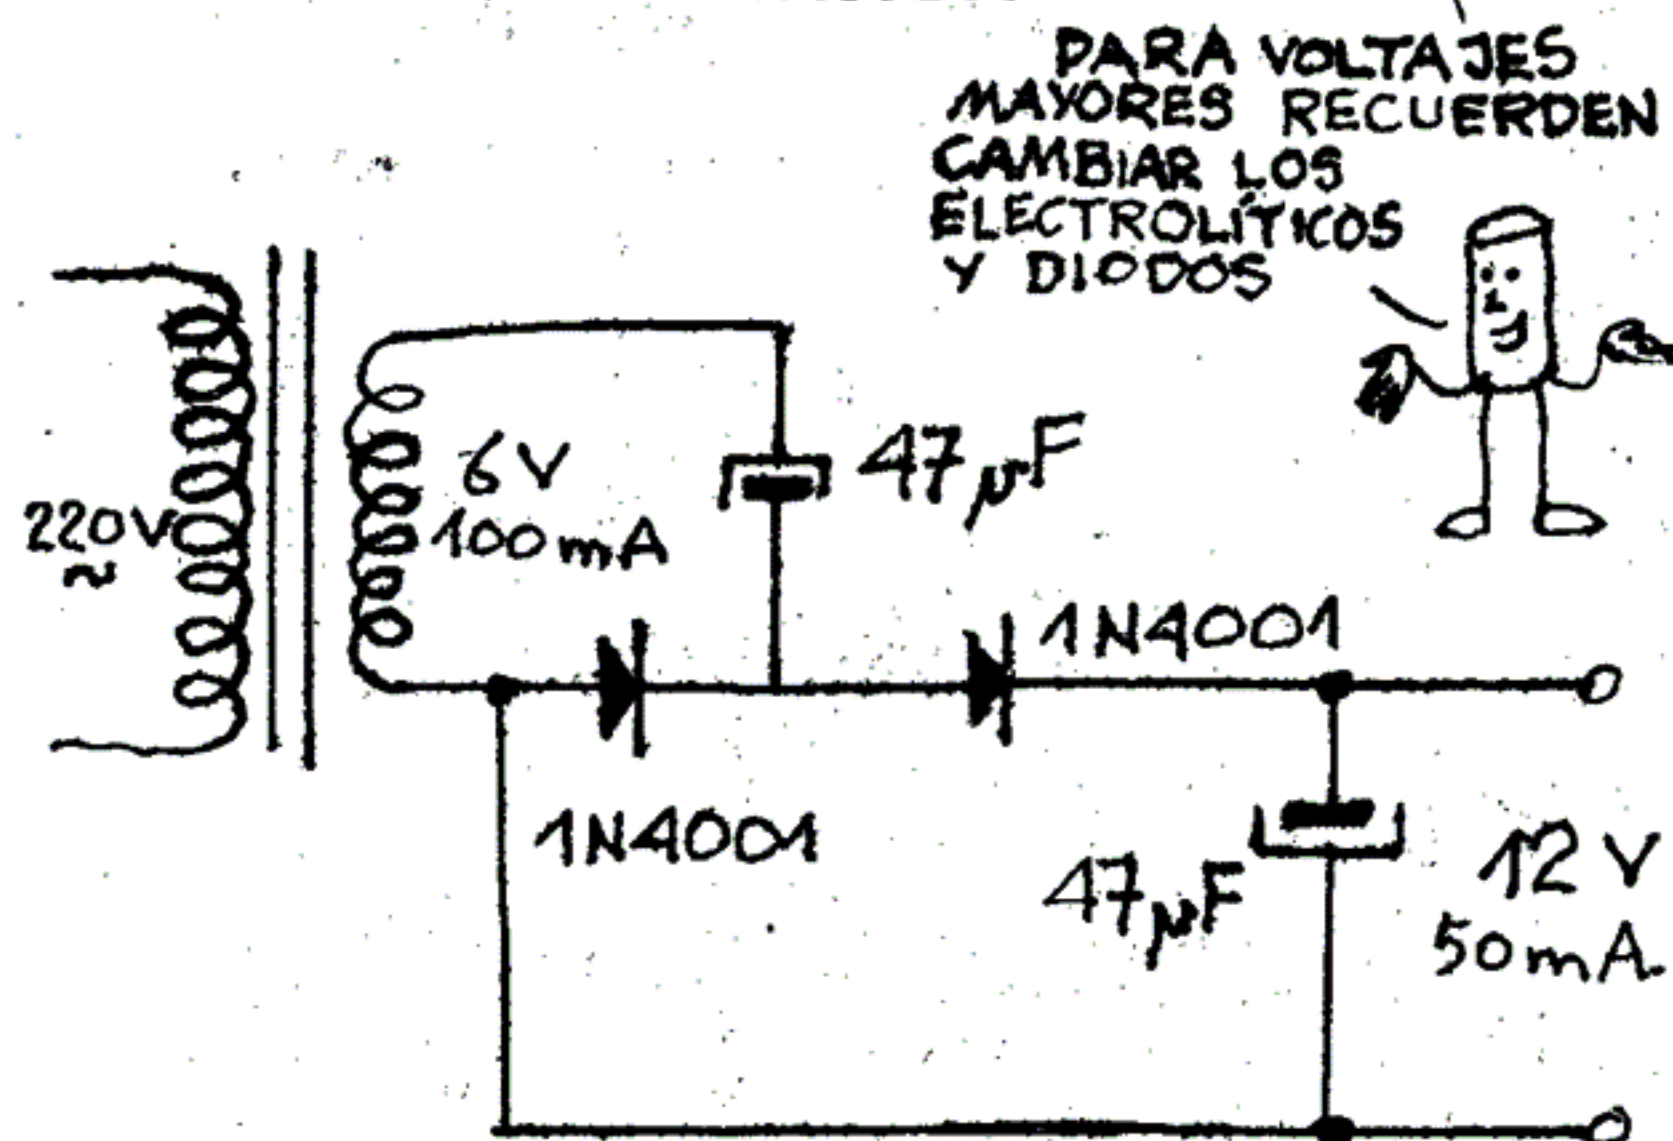 PARA VOLTAJES
MAYORES RECUERDEN
CAMBIAR LOS
ELECTROLÍTICOS
Y DIODOS
6V
100mA
47µF
220V
~
1N4001
1N4001
47µF
12V
50mA.